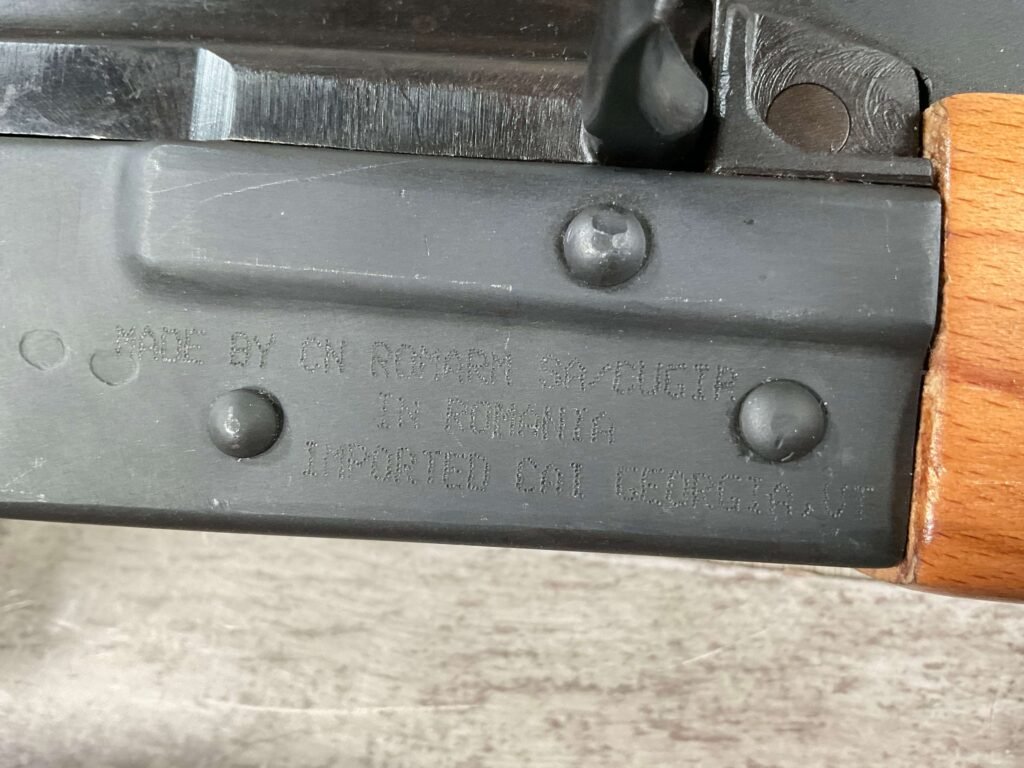 MADE BY CN ROMARM SA/CUGIR
IN ROMANIA
IMPORTED CAI GEORGIA,VT